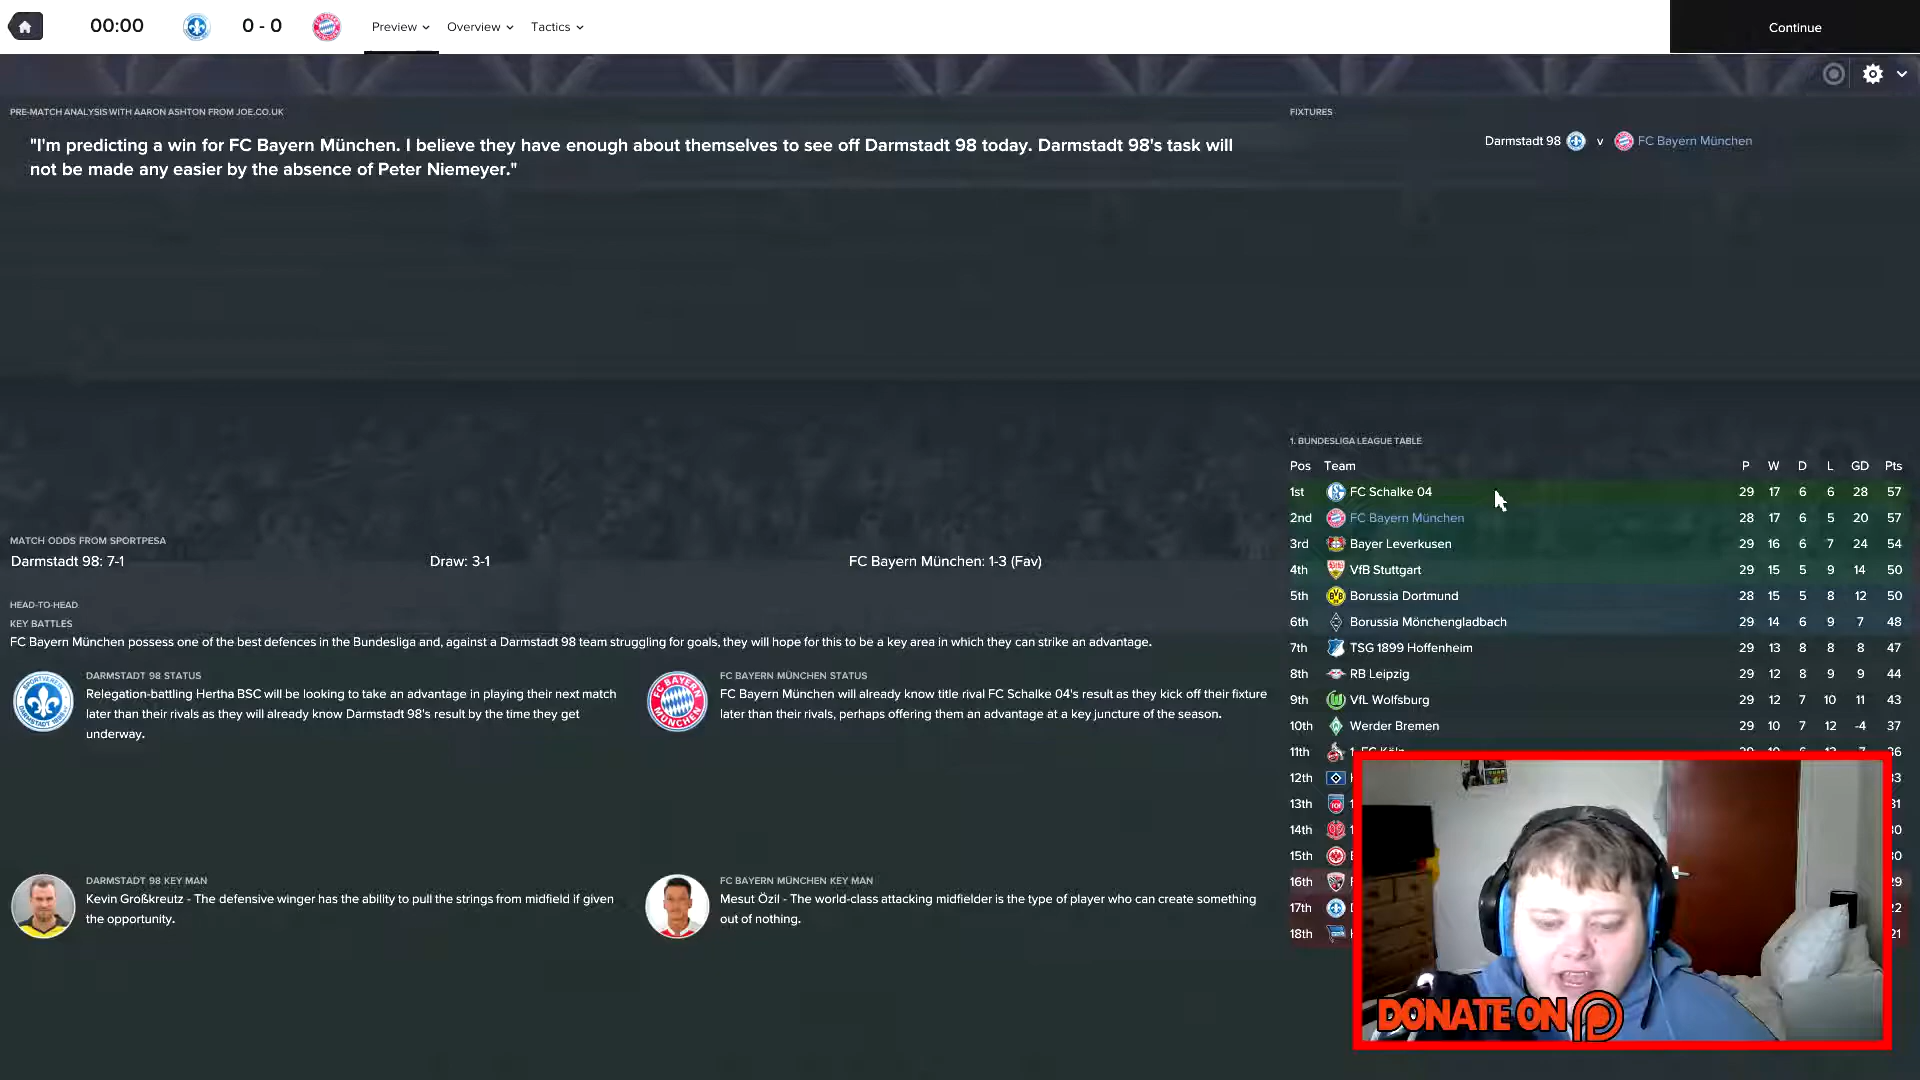 00:00
0 - 0
Preview
Overview
Tactics
Continue
PRE-MATCH ANALYSIS WITH AARON ASHTON FROM JOE.CO.UK
"I'm predicting a win for FC Bayern München. I believe they have enough about themselves to see off Darmstadt 98 today. Darmstadt 98's task will
not be made any easier by the absence of Peter Niemeyer."
FIXTURES
Darmstadt 98 v FC Bayern München
MATCH ODDS FROM SPORTPESA
Darmstadt 98: 7-1
Draw: 3-1
FC Bayern München: 1-3 (Fav)
HEAD-TO-HEAD
KEY BATTLES
FC Bayern München possess one of the best defences in the Bundesliga and, against a Darmstadt 98 team struggling for goals, they will hope for this to be a key area in which they can strike an advantage.
DARMSTADT 98 STATUS
Relegation-battling Hertha BSC will be looking to take an advantage in playing their next match
later than their rivals as they will already know Darmstadt 98's result by the time they get
underway.
FC BAYERN MÜNCHEN STATUS
FC Bayern München will already know title rival FC Schalke 04's result as they kick off their fixture
later than their rivals, perhaps offering them an advantage at a key juncture of the season.
DARMSTADT 98 KEY MAN
Kevin Großkreutz - The defensive winger has the ability to pull the strings from midfield if given
the opportunity.
FC BAYERN MÜNCHEN KEY MAN
Mesut Özil - The world-class attacking midfielder is the type of player who can create something
out of nothing.
1. BUNDESLIGA LEAGUE TABLE
Pos Team P W D L GD Pts
1st FC Schalke 04 29 17 6 6 28 57
2nd FC Bayern München 28 17 6 5 20 57
3rd Bayer Leverkusen 29 16 6 7 24 54
4th VfB Stuttgart 29 15 5 9 14 50
5th Borussia Dortmund 28 15 5 8 12 50
6th Borussia Mönchengladbach 29 14 6 9 7 48
7th TSG 1899 Hoffenheim 29 13 8 8 8 47
8th RB Leipzig 29 12 8 9 9 44
9th VfL Wolfsburg 29 12 7 10 11 43
10th Werder Bremen 29 10 7 12 -4 37
11th 1. FC Köln
12th
13th
14th
15th
16th
17th
18th
DONATE ON